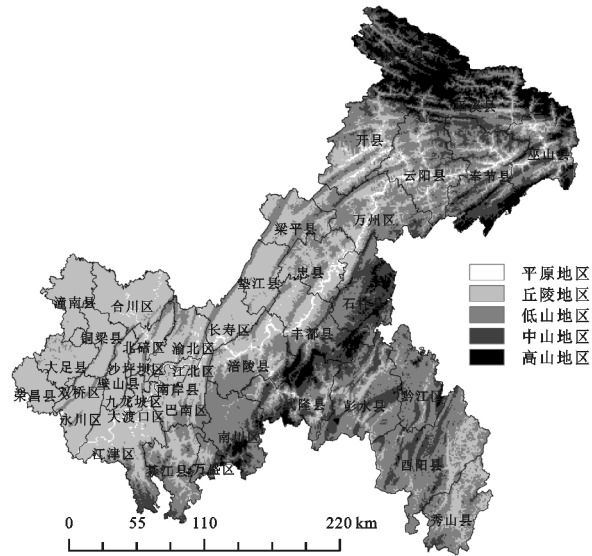 开县
巫山县
云阳县
奉节县
万州区
梁平县
忠县
垫江县
潼南县
合川区
长寿区
丰都县
铜梁县
北碚区
渝北区
大足县
沙坪坝区
江北区
涪陵区
璧山县
南岸县
荣昌县
双桥区
九龙坡区
永川区
大渡口区
巴南区
彭水县
黔江区
江津区
南川区
綦江县
万盛区
酉阳县
秀山县
平原地区
丘陵地区
低山地区
中山地区
高山地区
0 55 110 220 km